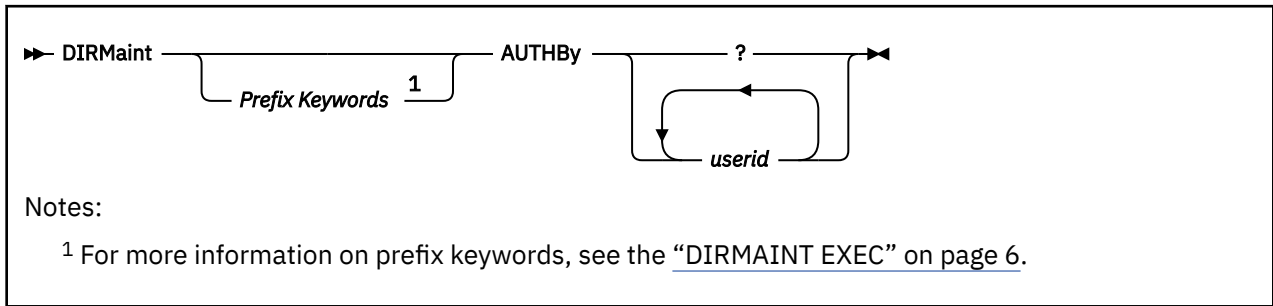 DIRMaint AUTHBy ?
Prefix Keywords 1
userid
Notes:
1 For more information on prefix keywords, see the “DIRMAINT EXEC” on page 6.